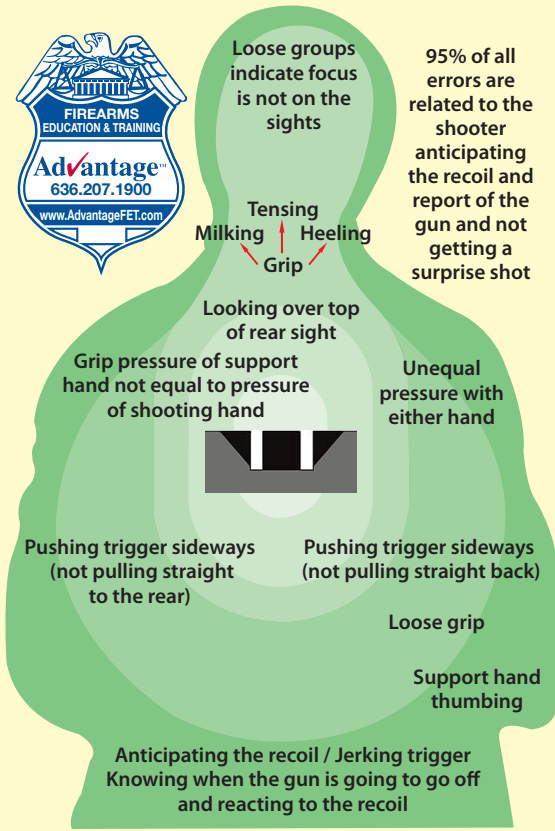 FIREARMS
EDUCATION & TRAINING
Advantage™
636.207.1900
www.AdvantageFET.com
Loose groups
indicate focus
is not on the
sights
95% of all
errors are
related to the
shooter
anticipating
the recoil and
report of the
gun and not
getting a
surprise shot
Tensing
Milking Heeling
Grip
Looking over top
of rear sight
Grip pressure of support
hand not equal to pressure
of shooting hand
Unequal
pressure with
either hand
Pushing trigger sideways
(not pulling straight
to the rear)
Pushing trigger sideways
(not pulling straight back)
Loose grip
Support hand
thumbing
Anticipating the recoil / Jerking trigger
Knowing when the gun is going to go off
and reacting to the recoil